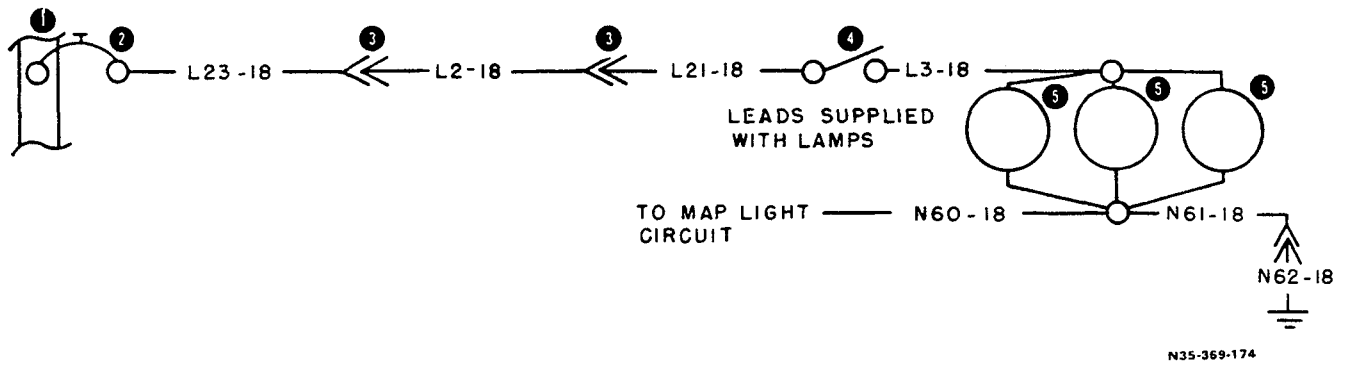 1
2
3
3
4
L23-18
L2-18
L21-18
L3-18
5
5
5
LEADS SUPPLIED
WITH LAMPS
TO MAP LIGHT
CIRCUIT
N60-18
N61-18
N62-18
N35-369-174